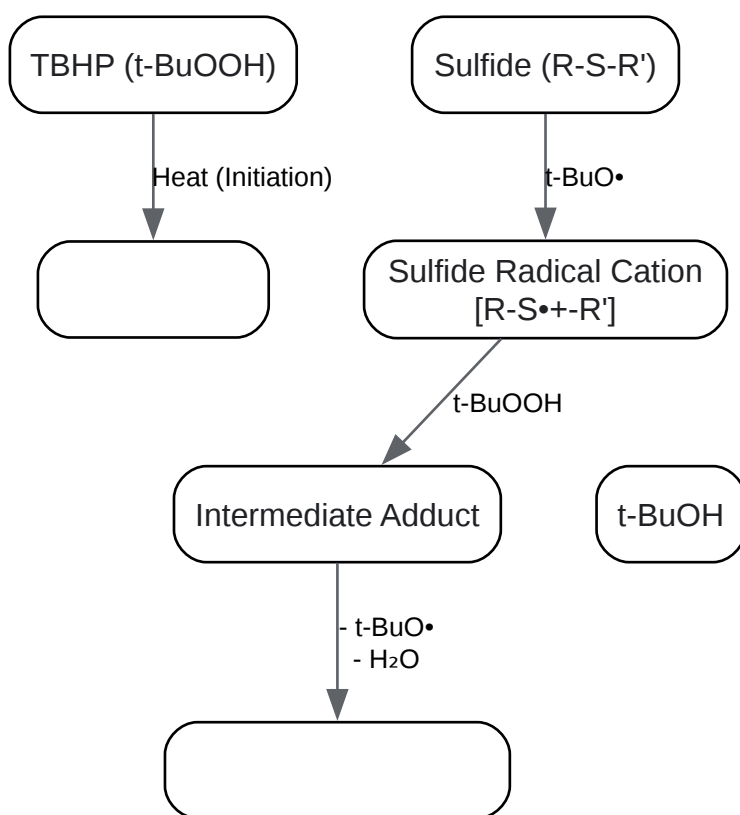 TBHP (t-BuOOH)
Sulfide (R-S-R')
Heat (Initiation)
t-BuO•
Sulfide Radical Cation
[R-S•+-R']
t-BuOOH
Intermediate Adduct
t-BuOH
- t-BuO•
- H₂O